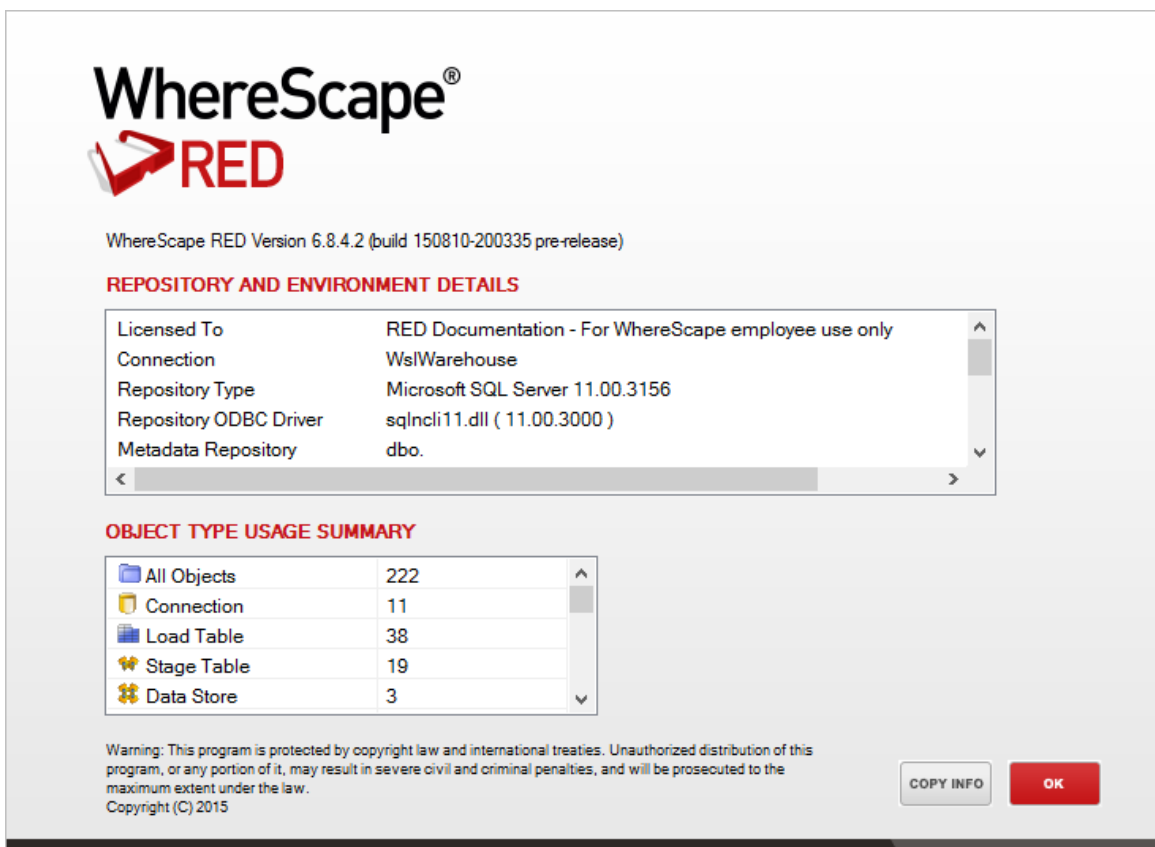 WhereScape®
RED
WhereScape RED Version 6.8.4.2 (build 150810-200335 pre-release)
REPOSITORY AND ENVIRONMENT DETAILS
Licensed To RED Documentation - For WhereScape employee use only
Connection WslWarehouse
Repository Type Microsoft SQL Server 11.00.3156
Repository ODBC Driver sqlncli11.dll ( 11.00.3000 )
Metadata Repository dbo.
OBJECT TYPE USAGE SUMMARY
All Objects 222
Connection 11
Load Table 38
Stage Table 19
Data Store 3
Warning: This program is protected by copyright law and international treaties. Unauthorized distribution of this
program, or any portion of it, may result in severe civil and criminal penalties, and will be prosecuted to the
maximum extent under the law.
Copyright (C) 2015
COPY INFO
OK